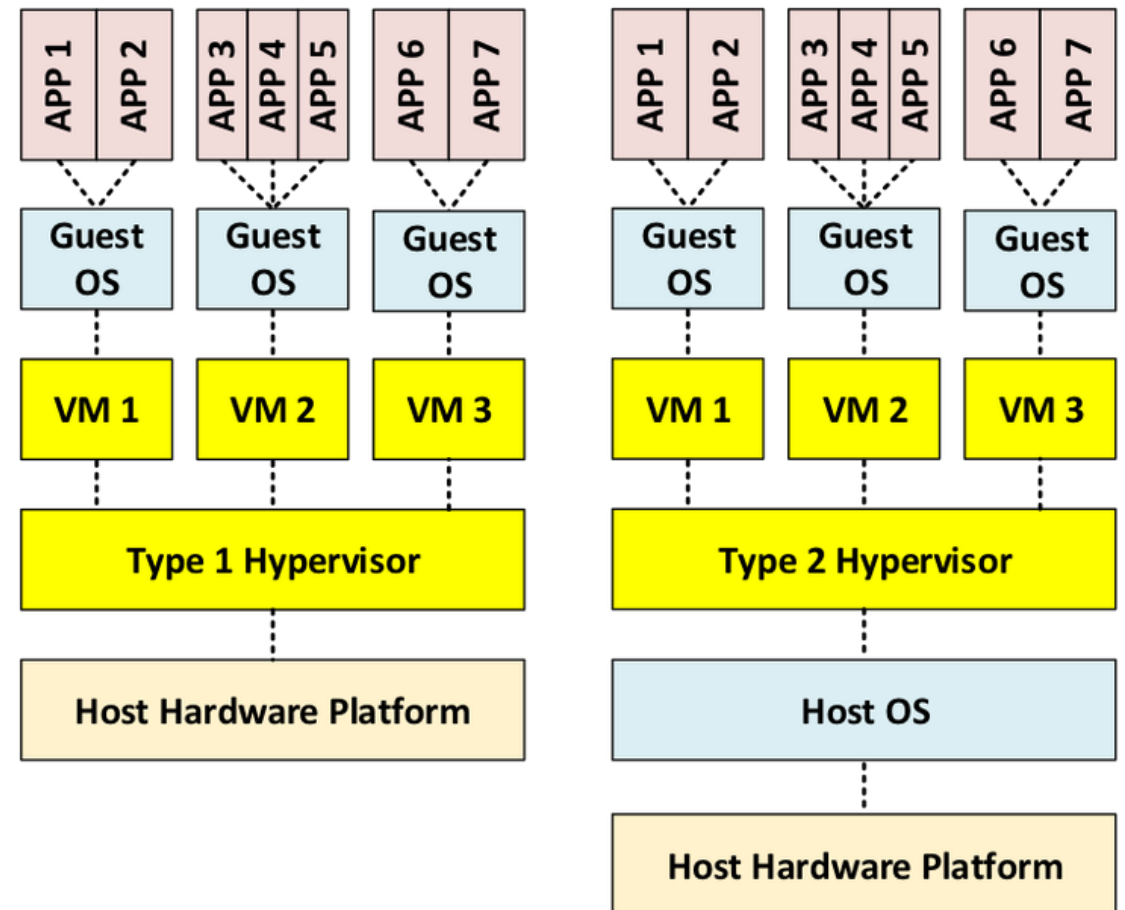 APP 1
APP 2
APP 3
APP 4
APP 5
APP 6
APP 7
Guest
OS
Guest
OS
Guest
OS
VM 1
VM 2
VM 3
Type 1 Hypervisor
Host Hardware Platform
APP 1
APP 2
APP 3
APP 4
APP 5
APP 6
APP 7
Guest
OS
Guest
OS
Guest
OS
VM 1
VM 2
VM 3
Type 2 Hypervisor
Host OS
Host Hardware Platform